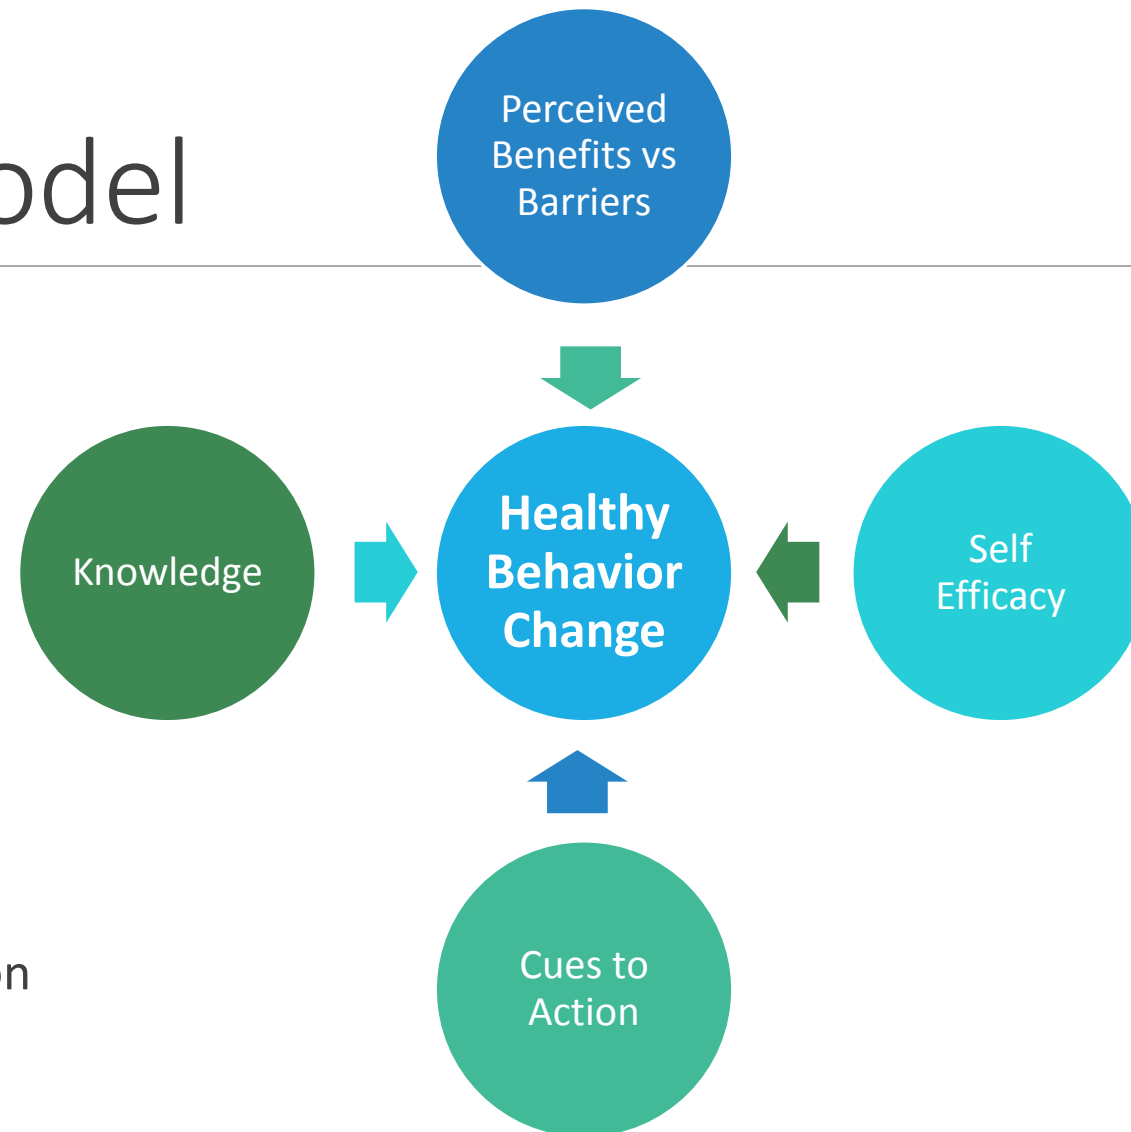 odel
Perceived
Benefits vs
Barriers
Knowledge
Healthy
Behavior
Change
Self
Efficacy
on
Cues to
Action